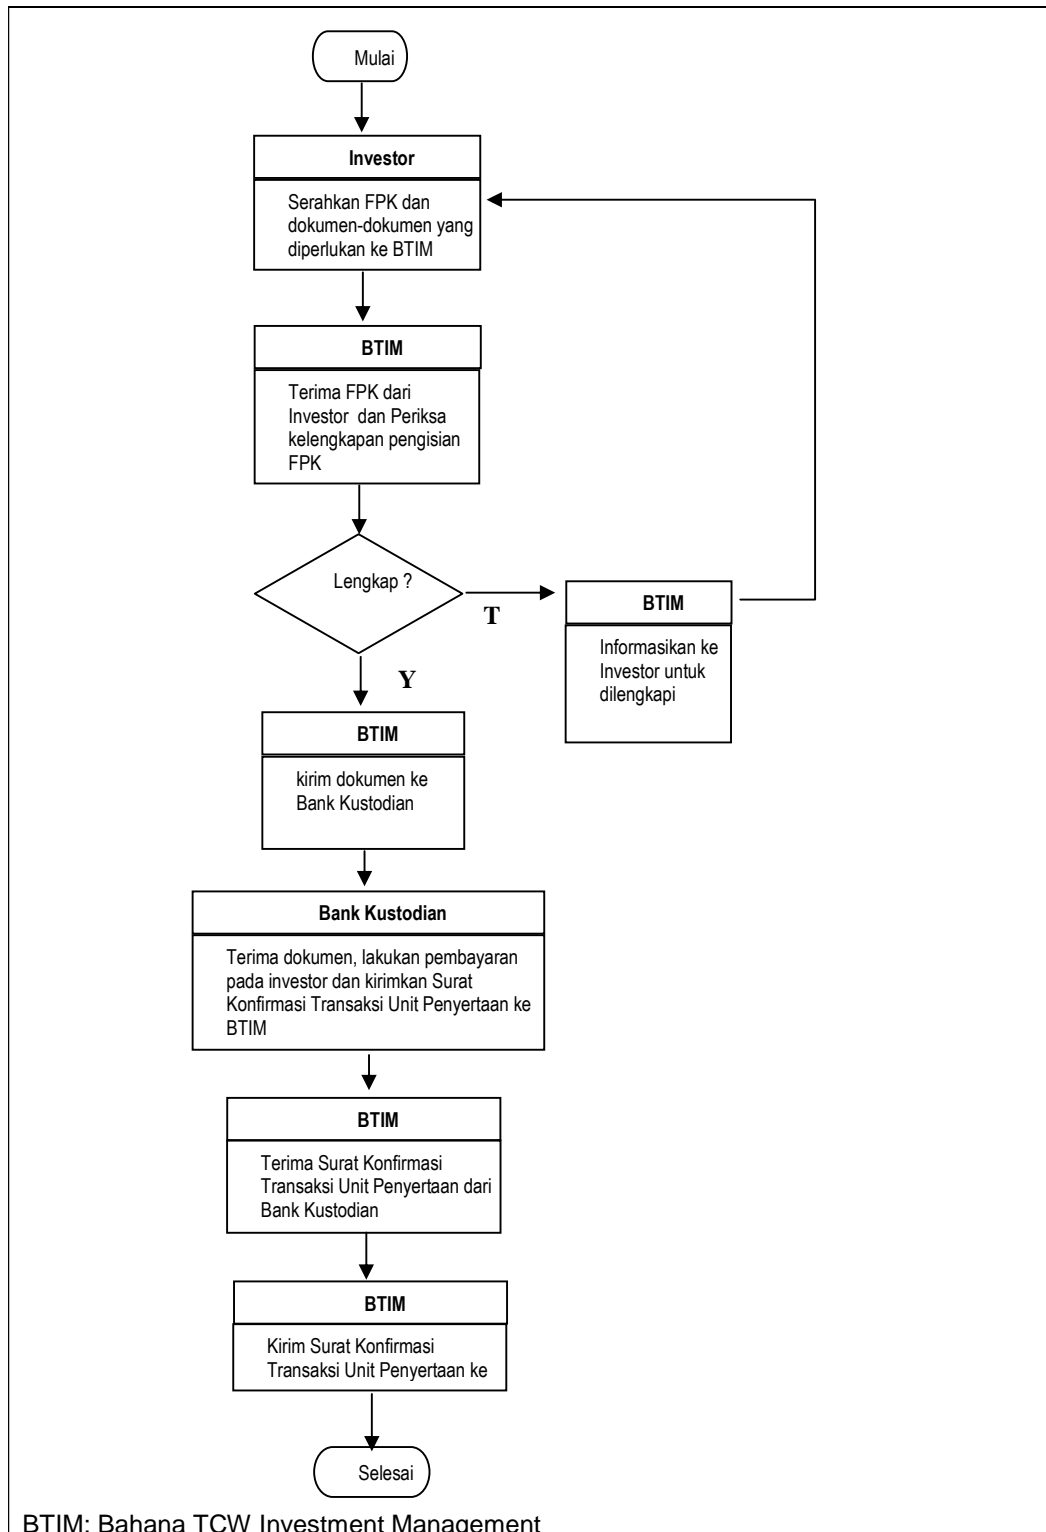 Mulai
Investor
Serahkan FPK dan
dokumen-dokumen yang
diperlukan ke BTIM
BTIM
Terima FPK dari
Investor dan Periksa
kelengkapan pengisian
FPK
Lengkap ?
T
BTIM
Informasikan ke
Investor untuk
dilengkapi
Y
BTIM
kirim dokumen ke
Bank Kustodian
Bank Kustodian
Terima dokumen, lakukan pembayaran
pada investor dan kirimkan Surat
Konfirmasi Transaksi Unit Penyertaan ke
BTIM
BTIM
Terima Surat Konfirmasi
Transaksi Unit Penyertaan dari
Bank Kustodian
BTIM
Kirim Surat Konfirmasi
Transaksi Unit Penyertaan ke
Selesai
BTIM: Bahana TCW Investment Management